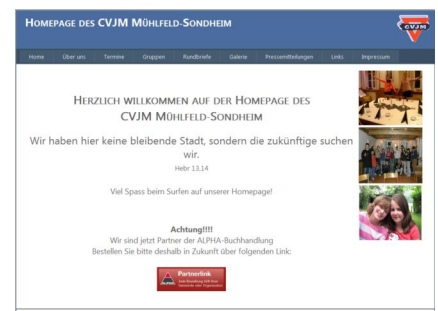 Homepage des CVJM Mühlfeld-Sondheim
CVJM
Home Über uns Termine Gruppen Rundbriefe Galerie Pressemitteilungen Links Impressum
Herzlich willkommen auf der Homepage des
CVJM Mühlfeld-Sondheim
Wir haben hier keine bleibende Stadt, sondern die zukünftige suchen
wir.
Hebr 13,14
Viel Spass beim Surfen auf unserer Homepage!
Achtung!!!!
Wir sind jetzt Partner der ALPHA-Buchhandlung
Bestellen Sie bitte deshalb in Zukunft über folgenden Link:
Partnerlink
ALPHA